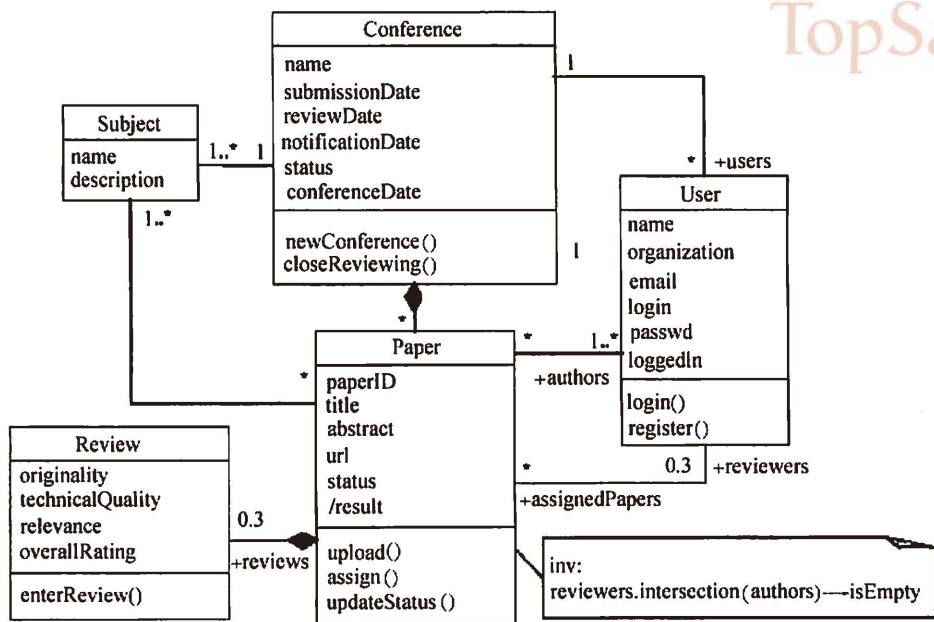 TopSa
Conference
name
submissionDate
reviewDate
notificationDate
status
conferenceDate
newConference()
closeReviewing()
1
* +users
Subject
name
description
1..* 1
1..*
User
name
organization
email
login
passwd
loggedIn
login()
register()
1
*
Paper
paperID
title
abstract
url
status
/result
upload()
assign()
updateStatus()
* 1..*
+authors
*
0.3 +reviewers
*
+assignedPapers
Review
originality
technicalQuality
relevance
overallRating
enterReview()
0.3
+reviews
inv:
reviewers.intersection(authors)—→isEmpty